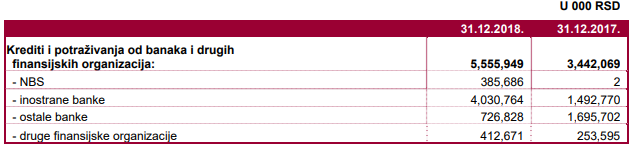 U 000 RSD
31.12.2018. 31.12.2017.
Krediti i potraživanja od banaka i drugih
finansijskih organizacija: 5,555,949 3,442,069
- NBS 385,686 2
- inostrane banke 4,030,764 1,492,770
- ostale banke 726,828 1,695,702
- druge finansijske organizacije 412,671 253,595